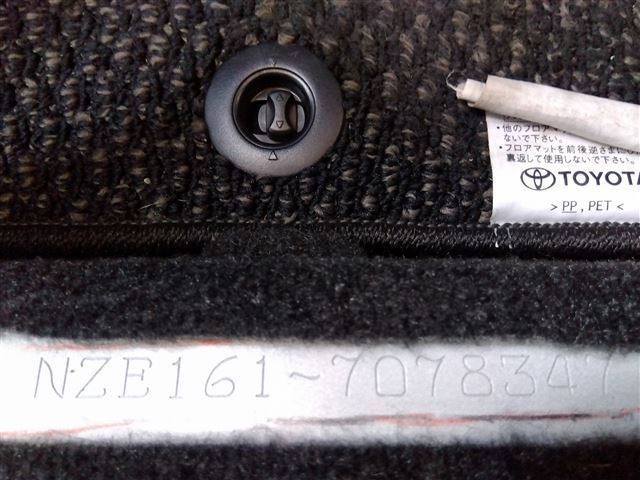 ・他のフロアマ
ないで下さい。
・フロアマットを前後逆さまに
裏返して使用しないで下さい。
TOYOTA
> PP, PET <
NZE161-7078347